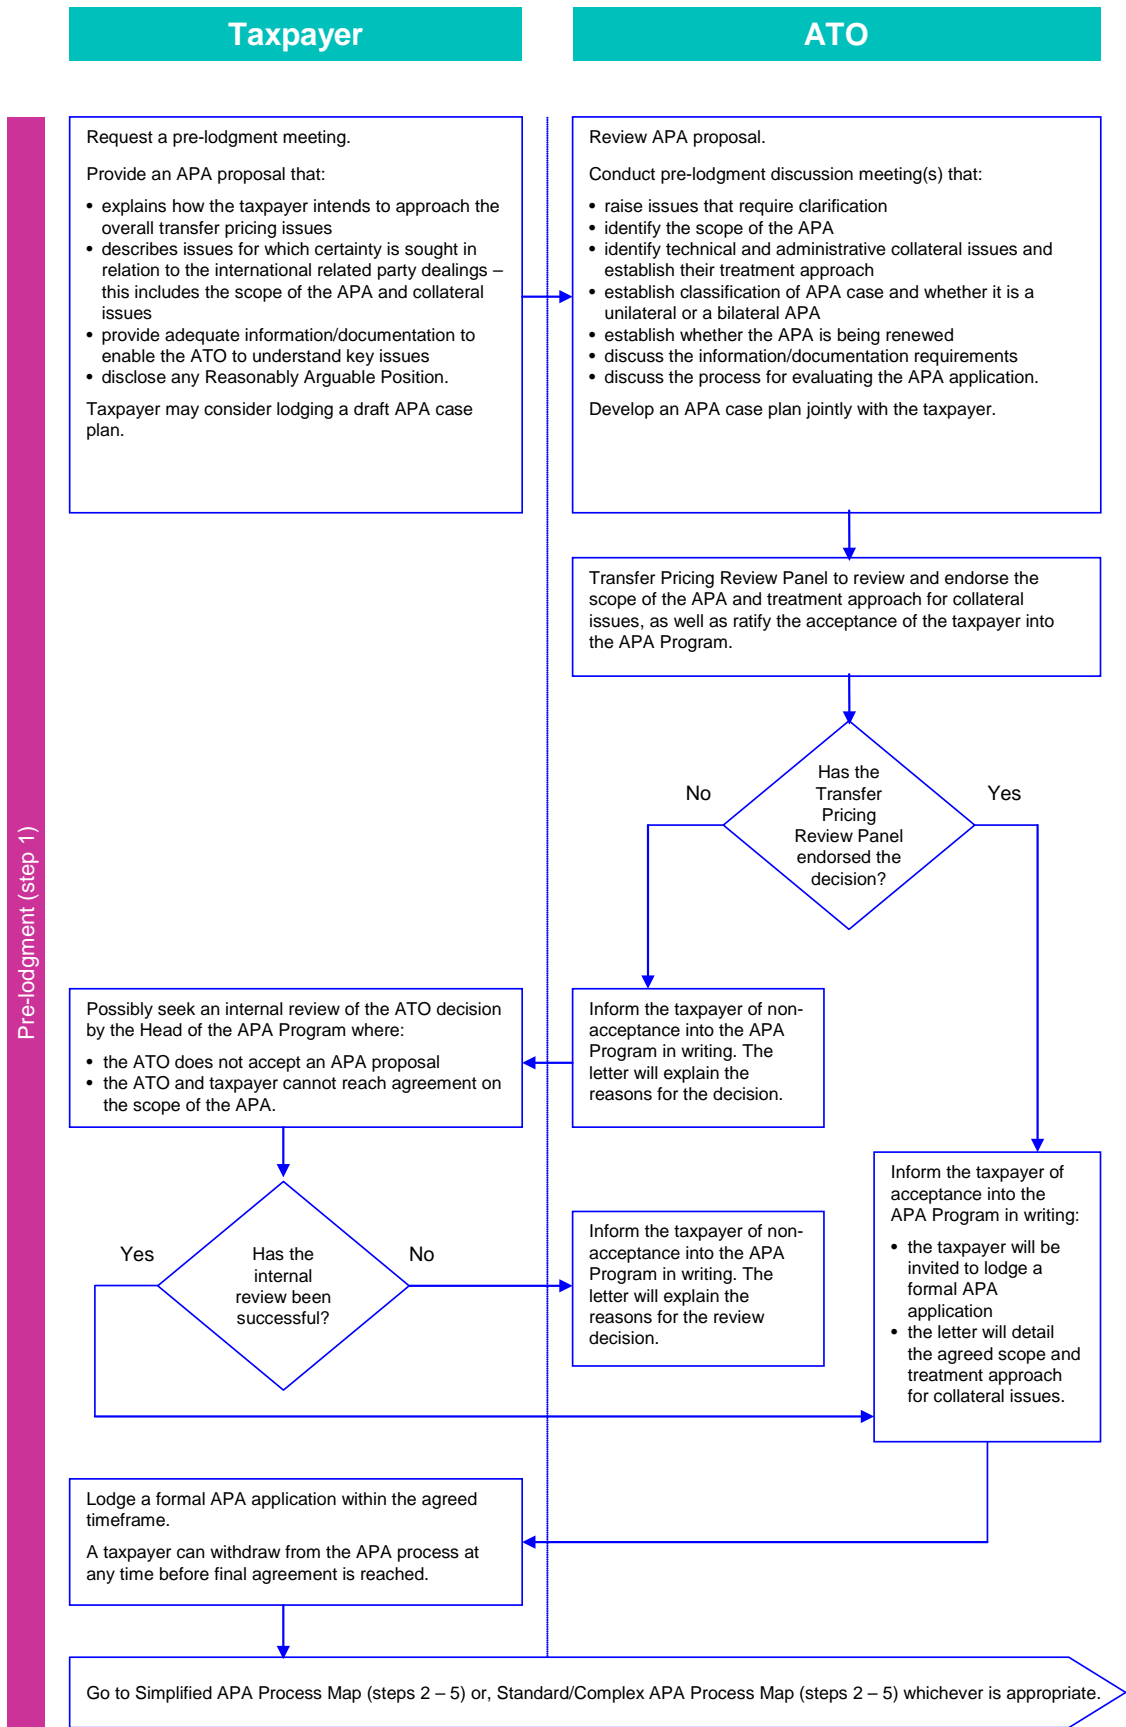 Taxpayer
ATO
Pre-lodgment (step 1)
Request a pre-lodgment meeting.
Provide an APA proposal that:
• explains how the taxpayer intends to approach the
overall transfer pricing issues
• describes issues for which certainty is sought in
relation to the international related party dealings –
this includes the scope of the APA and collateral
issues
• provide adequate information/documentation to
enable the ATO to understand key issues
• disclose any Reasonably Arguable Position.
Taxpayer may consider lodging a draft APA case
plan.
Review APA proposal.
Conduct pre-lodgment discussion meeting(s) that:
• raise issues that require clarification
• identify the scope of the APA
• identify technical and administrative collateral issues and
establish their treatment approach
• establish classification of APA case and whether it is a
unilateral or a bilateral APA
• establish whether the APA is being renewed
• discuss the information/documentation requirements
• discuss the process for evaluating the APA application.
Develop an APA case plan jointly with the taxpayer.
Transfer Pricing Review Panel to review and endorse the
scope of the APA and treatment approach for collateral
issues, as well as ratify the acceptance of the taxpayer into
the APA Program.
No
Has the
Transfer
Pricing
Review Panel
endorsed the
decision?
Yes
Possibly seek an internal review of the ATO decision
by the Head of the APA Program where:
• the ATO does not accept an APA proposal
• the ATO and taxpayer cannot reach agreement on
the scope of the APA.
Inform the taxpayer of non-
acceptance into the APA
Program in writing. The
letter will explain the
reasons for the decision.
Inform the taxpayer of
acceptance into the
APA Program in writing:
• the taxpayer will be
invited to lodge a
formal APA
application
• the letter will detail
the agreed scope and
treatment approach
for collateral issues.
Yes
Has the
internal
review been
successful?
No
Inform the taxpayer of non-
acceptance into the APA
Program in writing. The
letter will explain the
reasons for the review
decision.
Lodge a formal APA application within the agreed
timeframe.
A taxpayer can withdraw from the APA process at
any time before final agreement is reached.
Go to Simplified APA Process Map (steps 2 – 5) or, Standard/Complex APA Process Map (steps 2 – 5) whichever is appropriate.